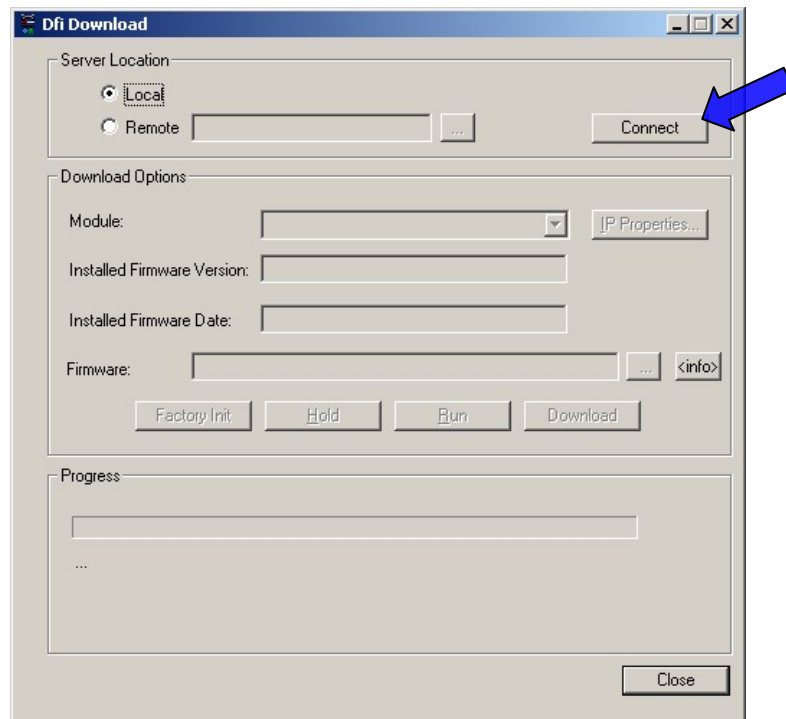 Dfi Download
Server Location
Local
Remote ... Connect
Download Options
Module: IP Properties...
Installed Firmware Version:
Installed Firmware Date:
Firmware: ... <info>
Factory Init Hold Run Download
Progress
...
Close